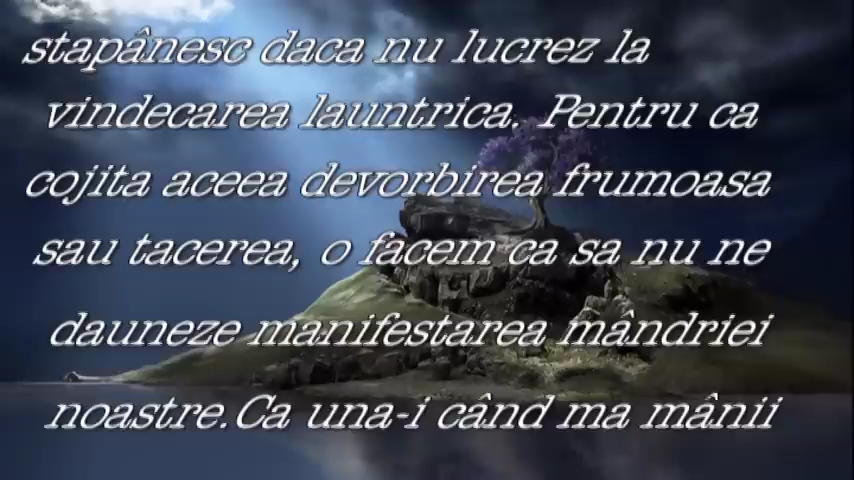 stapânesc daca nu lucrez la
vindecarea launtrica. Pentru ca
cojita aceea devorbirea frumoasa
sau tacerea, o facem ca sa nu ne
dauneze manifestarea mândriei
noastre.Ca una-i când ma mânii